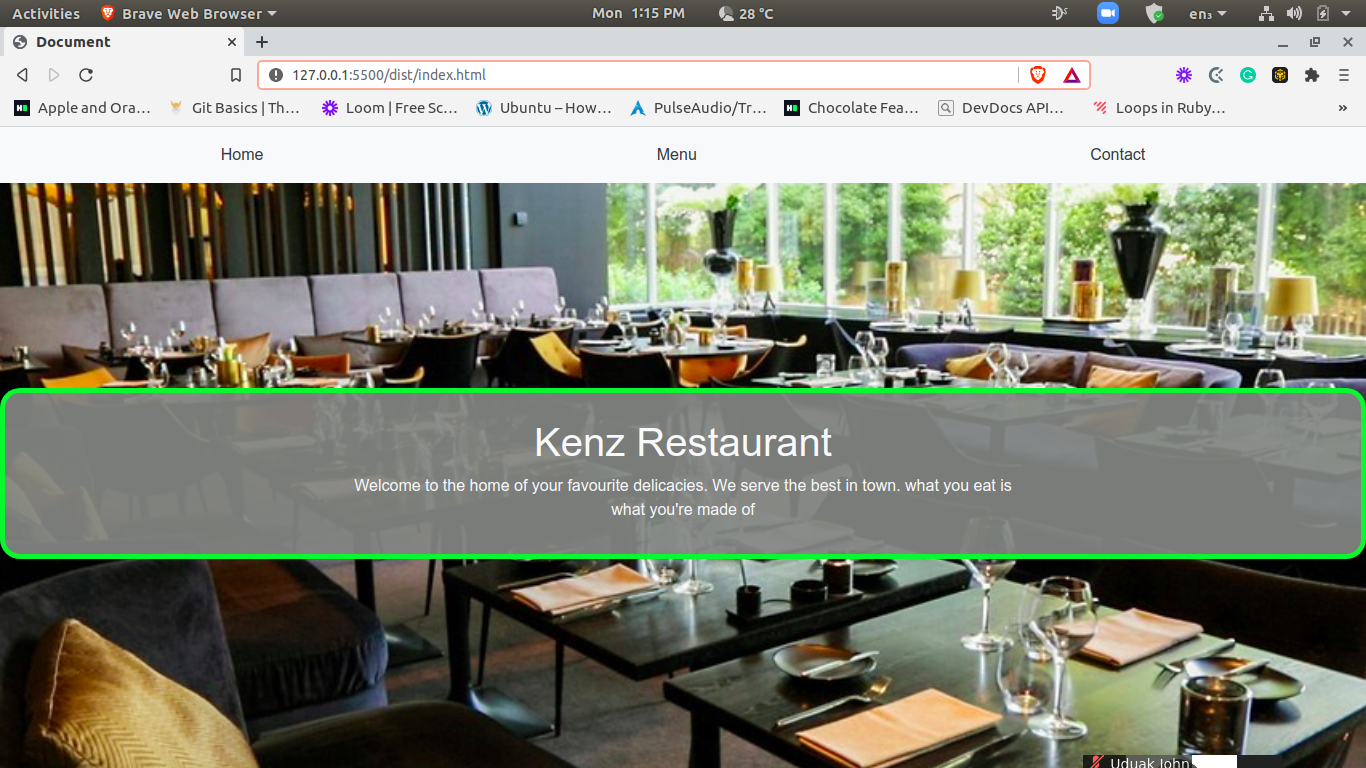 Activities Brave Web Browser Mon 1:15 PM 28 °C en₃
Document
127.0.0.1:5500/dist/index.html
Apple and Ora… Git Basics | Th… Loom | Free Sc… Ubuntu – How… PulseAudio/Tr… Chocolate Fea… DevDocs API… Loops in Ruby… »
Home Menu Contact
Kenz Restaurant
Welcome to the home of your favourite delicacies. We serve the best in town. what you eat is
what you're made of
Uduak John